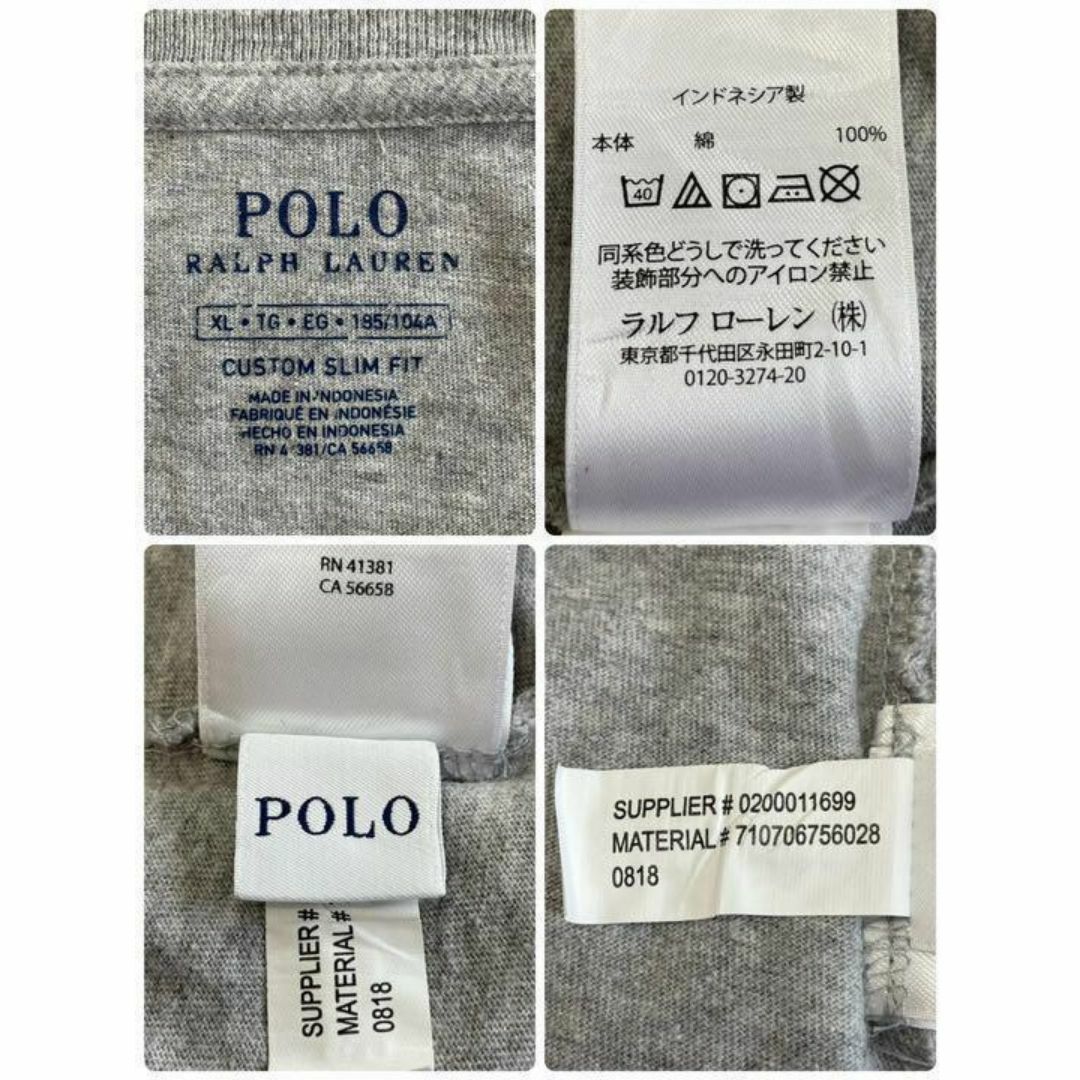 POLO
RALPH LAUREN
XL • TG • EG • 185/104A
CUSTOM SLIM FIT
MADE IN INDONESIA
FABRIQUÉ EN INDONÉSIE
HECHO EN INDONESIA
RN 4 381/CA 56658
インドネシア製
本体 綿 100%
40
同系色どうしで洗ってください
装飾部分へのアイロン禁止
ラルフ ローレン (株)
東京都千代田区永田町2-10-1
0120-3274-20
RN 41381
CA 56658
POLO
SUPPLIER #
MATERIAL #
0818
SUPPLIER # 0200011699
MATERIAL # 710706756028
0818